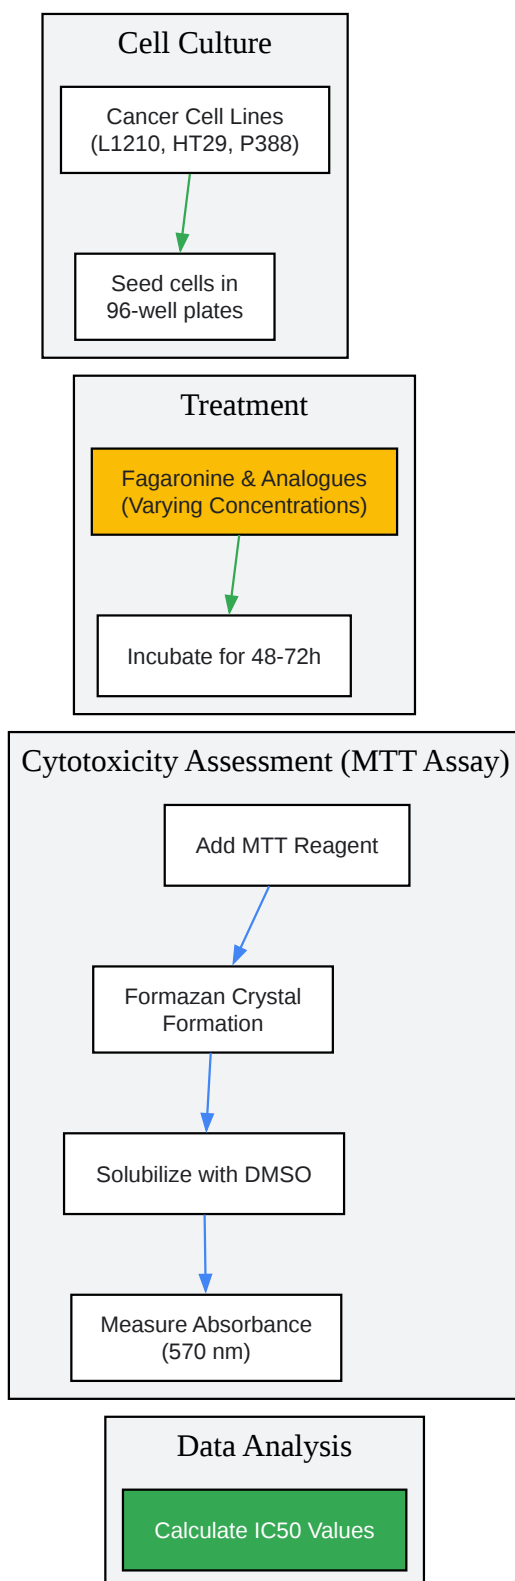 Cell Culture
Cancer Cell Lines
(L1210, HT29, P388)
Seed cells in
96-well plates
Treatment
Fagaronine & Analogues
(Varying Concentrations)
Incubate for 48-72h
Cytotoxicity Assessment (MTT Assay)
Add MTT Reagent
Formazan Crystal
Formation
Solubilize with DMSO
Measure Absorbance
(570 nm)
Data Analysis
Calculate IC50 Values